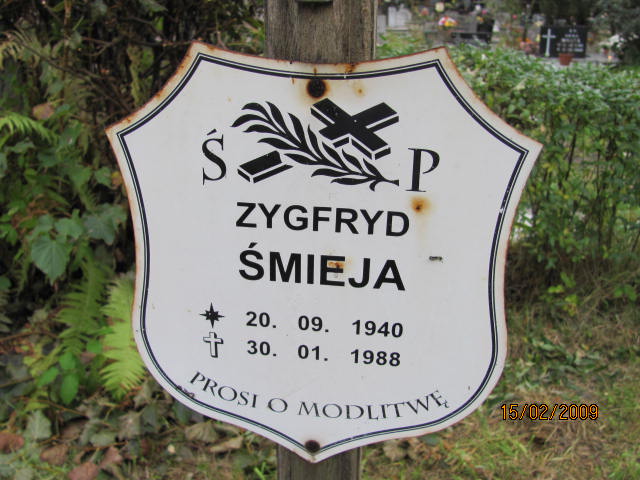 Ś P
ZYGFRYD
ŚMIEJA
20. 09. 1940
30. 01. 1988
PROSI O MODLITWĘ
15/02/2009